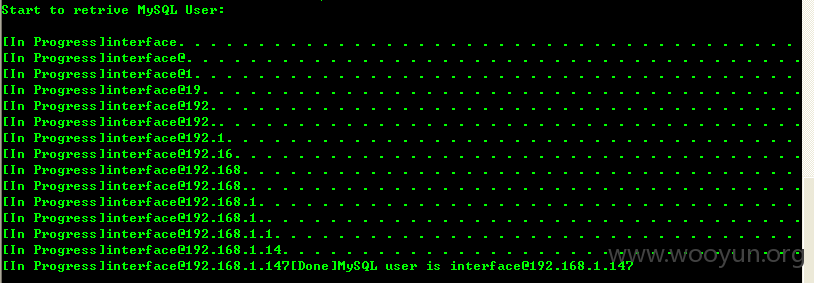 Start to retrive MySQL User:
[In Progress]interface. . . . . . . . . . . . . . . . . . . . . . . . . . . . . . . . . . . . . . .
[In Progress]interface@. . . . . . . . . . . . . . . . . . . . . . . . . . . . . . . . . . . . . . .
[In Progress]interface@1. . . . . . . . . . . . . . . . . . . . . . . . . . . . . . . . . . . . . .
[In Progress]interface@19. . . . . . . . . . . . . . . . . . . . . . . . . . . . . . . . . . . . . .
[In Progress]interface@192. . . . . . . . . . . . . . . . . . . . . . . . . . . . . . . . . . . . .
[In Progress]interface@192.. . . . . . . . . . . . . . . . . . . . . . . . . . . . . . . . . . . . .
[In Progress]interface@192.1. . . . . . . . . . . . . . . . . . . . . . . . . . . . . . . . . . . .
[In Progress]interface@192.16. . . . . . . . . . . . . . . . . . . . . . . . . . . . . . . . . . . .
[In Progress]interface@192.168. . . . . . . . . . . . . . . . . . . . . . . . . . . . . . . . . . .
[In Progress]interface@192.168.. . . . . . . . . . . . . . . . . . . . . . . . . . . . . . . . . . .
[In Progress]interface@192.168.1. . . . . . . . . . . . . . . . . . . . . . . . . . . . . . . . . .
[In Progress]interface@192.168.1.. . . . . . . . . . . . . . . . . . . . . . . . . . . . . . . . . .
[In Progress]interface@192.168.1.1. . . . . . . . . . . . . . . . . . . . . . . . . . . . . . . . .
[In Progress]interface@192.168.1.14. . . . . . . . . . . . . . . . . . . . . . . . . . . . . . . . .
[In Progress]interface@192.168.1.147[Done]MySQL user is interface@192.168.1.147
www.wooyun.org